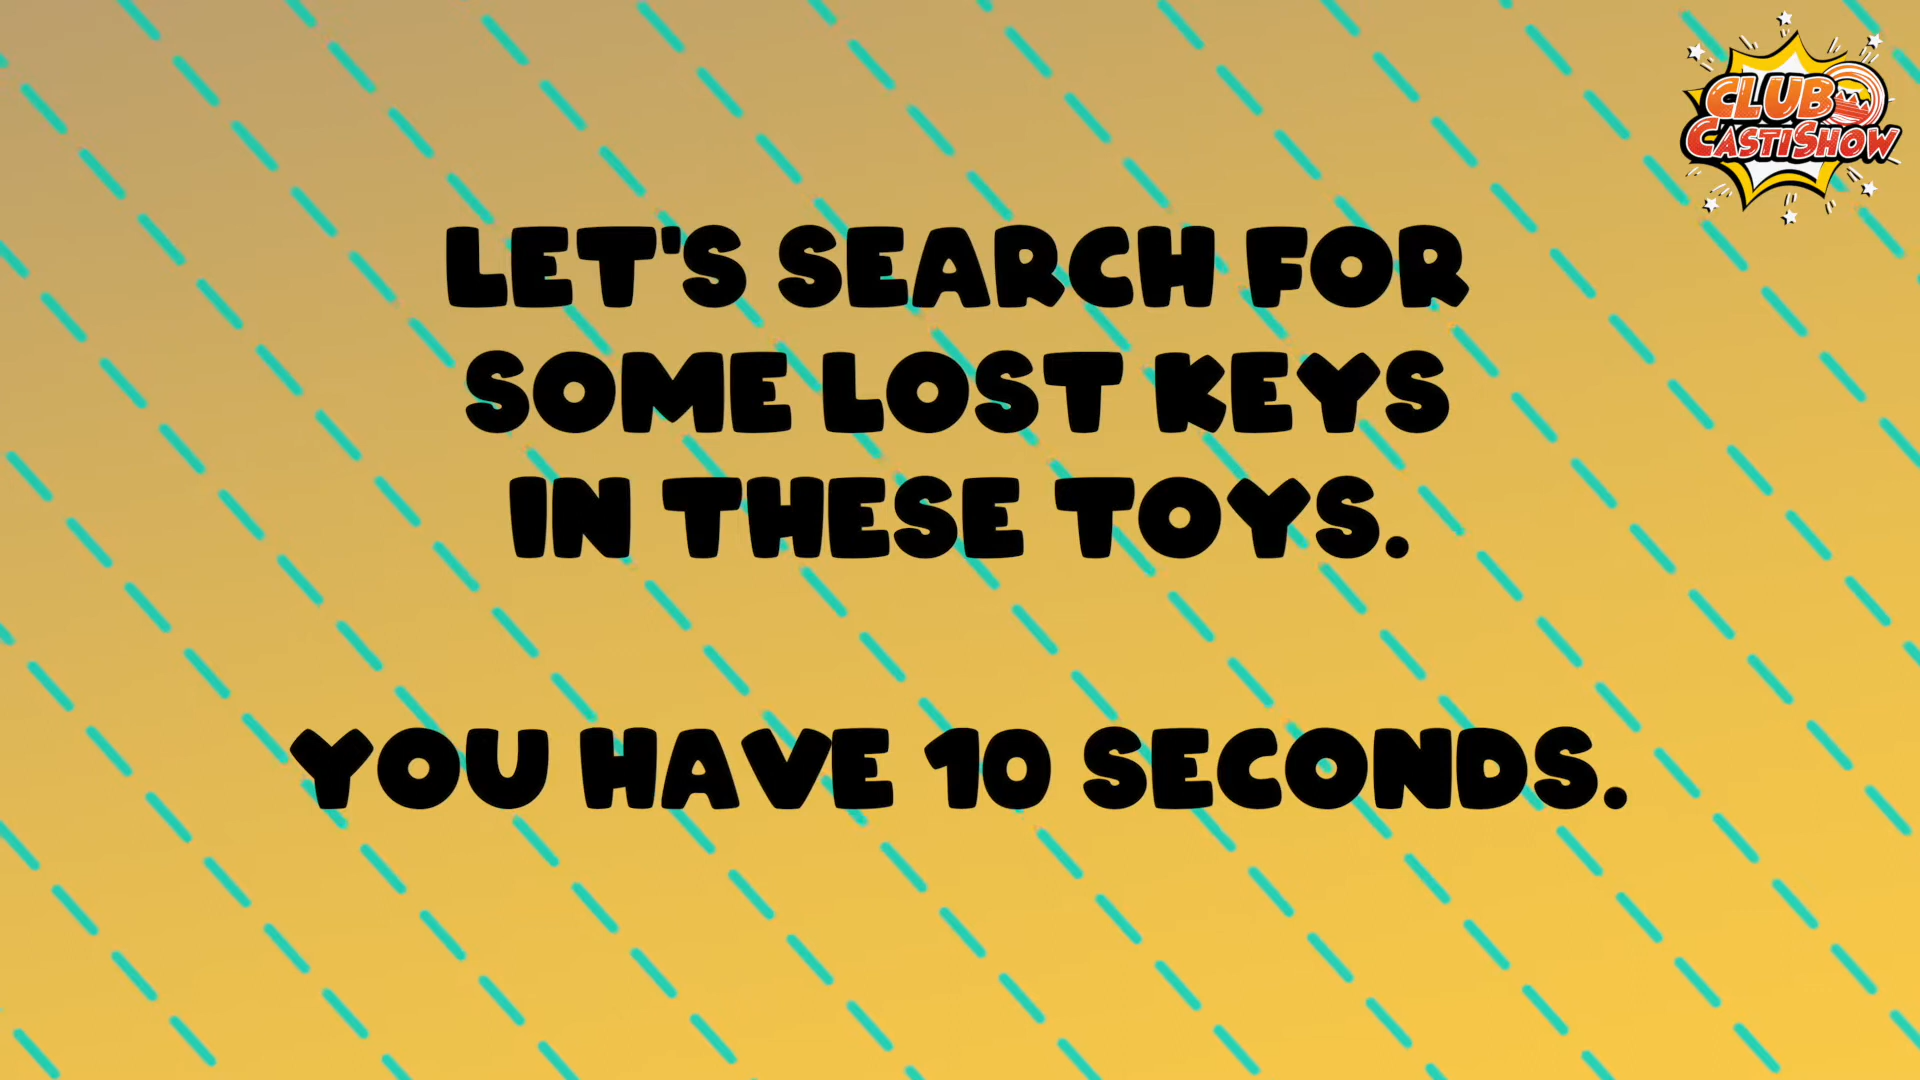 CLUB
CASTISHOW
LET'S SEARCH FOR
SOME LOST KEYS
IN THESE TOYS.
YOU HAVE 10 SECONDS.